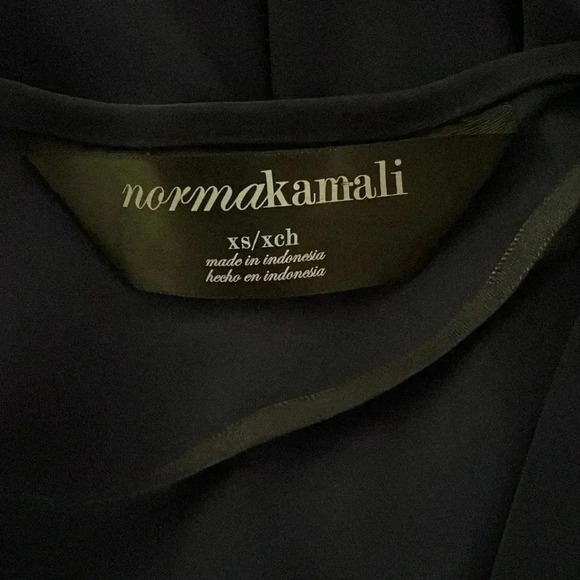 normakamali
xs/xch
made in indonesia
hecho en indonesia